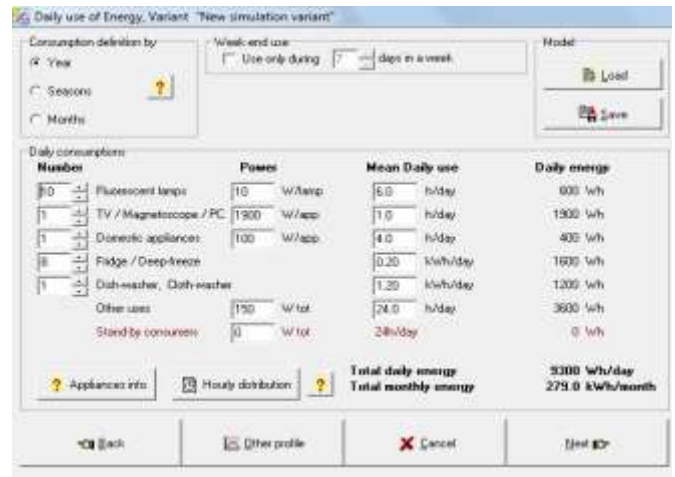 Daily use of Energy, Variant "New simulation variant"
Consumption definition by
Year
Seasons
Months
?
Week end use
Use only during 7 days in a week
Model
Load
Save
Daily consumptions
Number Power Mean Daily use Daily energy
10 Fluorescent lamps 10 W/lamp 6.0 h/day 600 Wh
1 TV / Magnetoscope / PC 1900 W/app 1.0 h/day 1900 Wh
1 Domestic appliances 100 W/app 4.0 h/day 400 Wh
8 Fridge / Deep-freeze 0.20 kWh/day 1600 Wh
1 Dish-washer, Cloth-washer 1.20 kWh/day 1200 Wh
Other uses 150 W tot 24.0 h/day 3600 Wh
Stand-by consumers 0 W tot 24h/day 0 Wh
? Appliances info
Hourly distribution
?
Total daily energy 9300 Wh/day
Total monthly energy 279.0 kWh/month
Back
Other profile
Cancel
Next